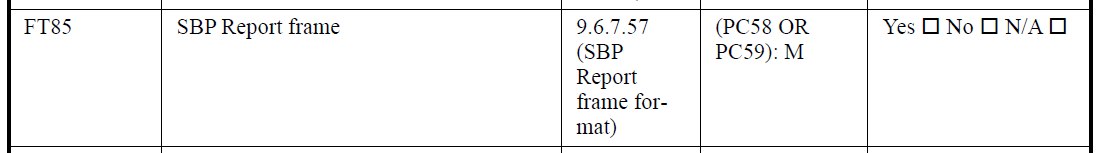 FT85
SBP Report frame
9.6.7.57
(SBP
Report
frame for-
mat)
(PC58 OR
PC59): M
Yes ☐ No ☐ N/A ☐